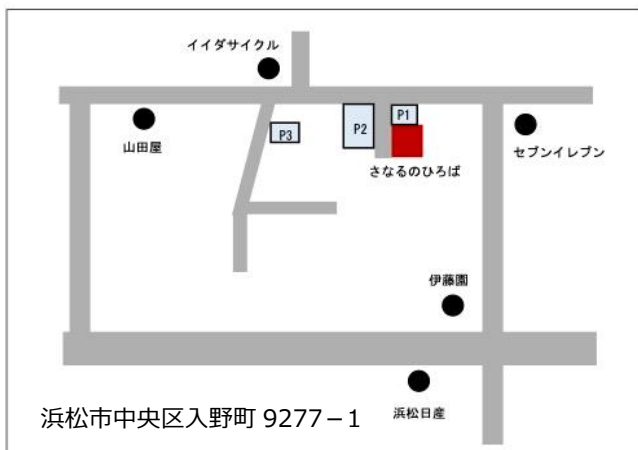 イイダサイクル
P1
P2
P3
山田屋
セブンイレブン
さなるのひろば
伊藤園
浜松日産
浜松市中央区入野町 9277－1